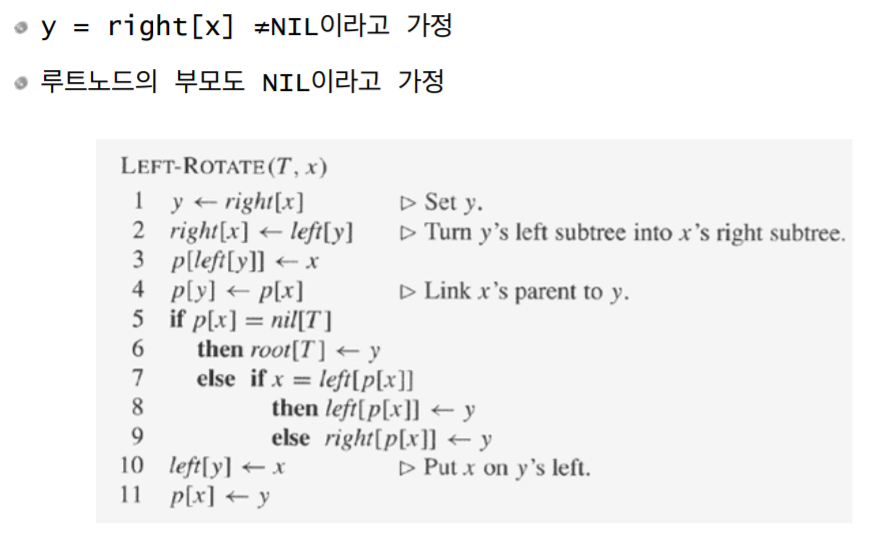 y = right[x] ≠NIL이라고 가정
루트노드의 부모도 NIL이라고 가정
LEFT-ROTATE(T, x)
1 y ← right[x] ▷ Set y.
2 right[x] ← left[y] ▷ Turn y's left subtree into x's right subtree.
3 p[left[y]] ← x
4 p[y] ← p[x] ▷ Link x's parent to y.
5 if p[x] = nil[T]
6 then root[T] ← y
7 else if x = left[p[x]]
8 then left[p[x]] ← y
9 else right[p[x]] ← y
10 left[y] ← x ▷ Put x on y's left.
11 p[x] ← y